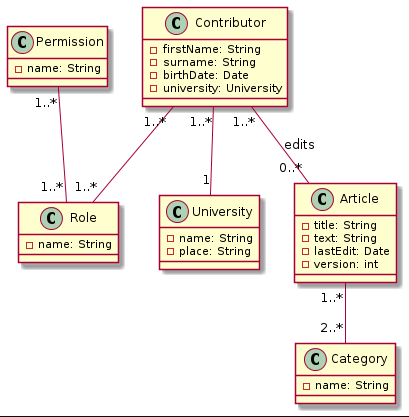 C Contributor
firstName: String
surname: String
birthDate: Date
university: University
C Permission
name: String
1..*
1..*
1..*
1..*
edits
1..*
1..*
1
0..*
C Role
name: String
C University
name: String
place: String
C Article
title: String
text: String
lastEdit: Date
version: int
1..*
2..*
C Category
name: String